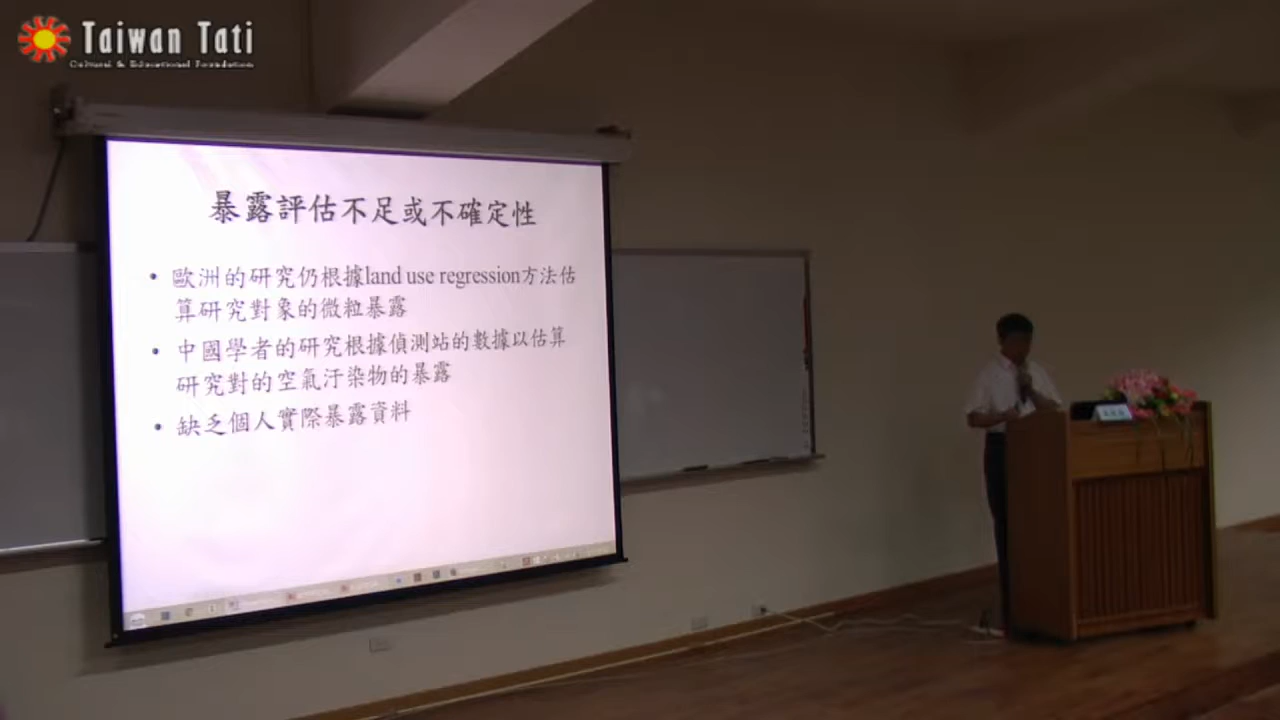 Taiwan Tati
Cultural & Educational Foundation
暴露評估不足或不確定性
• 歐洲的研究仍根據land use regression方法估
算研究對象的微粒暴露
• 中國學者的研究根據偵測站的數據以估算
研究對的空氣汙染物的暴露
• 缺乏個人實際暴露資料